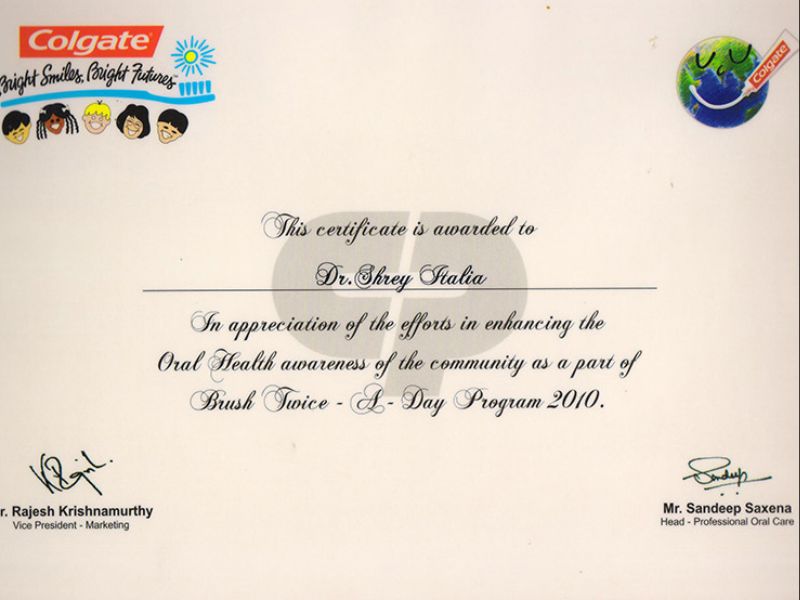 Colgate
Bright Smiles, Bright Futures™
Colgate
This certificate is awarded to
Dr. Shrey Italia
In appreciation of the efforts in enhancing the
Oral Health awareness of the community as a part of
Brush Twice - A - Day Program 2010.
Sandeep
r. Rajesh Krishnamurthy
Vice President - Marketing
Mr. Sandeep Saxena
Head - Professional Oral Care